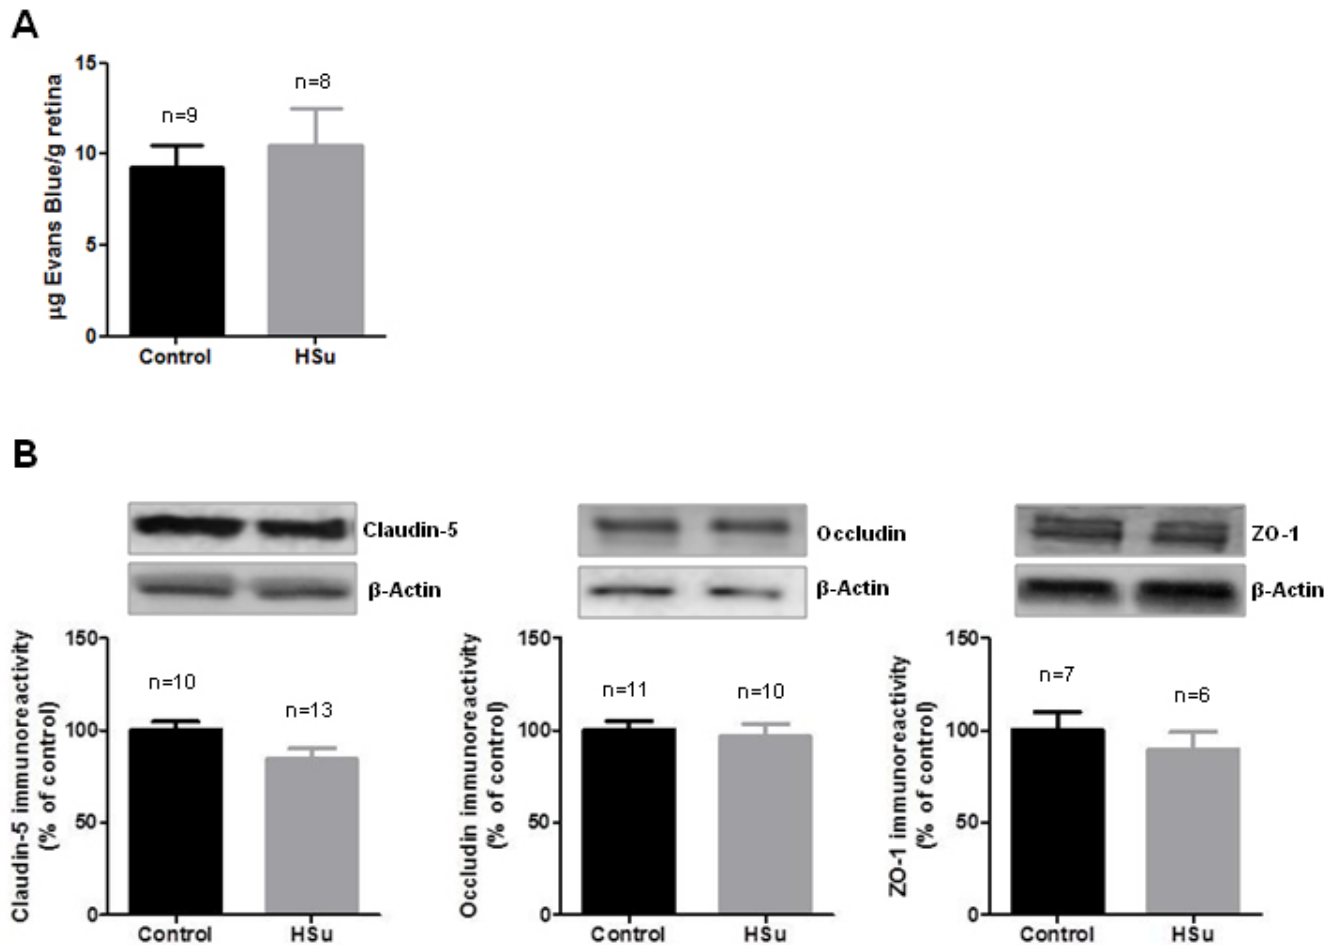 A
µg Evans Blue/g retina
15
10
5
0
n=9
n=8
Control
HSu
B
Claudin-5
β-Actin
Claudin-5 immunoreactivity
(% of control)
150
100
50
0
n=10
n=13
Control
HSu
Occludin
β-Actin
Occludin immunoreactivity
(% of control)
150
100
50
0
n=11
n=10
Control
HSu
ZO-1
β-Actin
ZO-1 immunoreactivity
(% of control)
150
100
50
0
n=7
n=6
Control
HSu